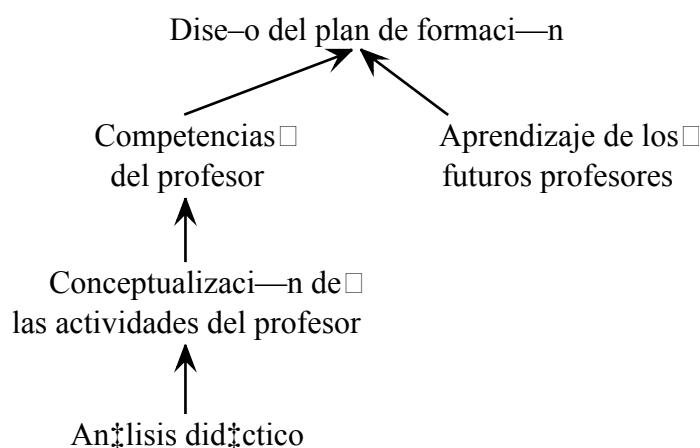 Dise–o del plan de formaci—n
Competencias□
del profesor
Aprendizaje de los□
futuros profesores
Conceptualizaci—n de□
las actividades del profesor
An‡lisis did‡ctico